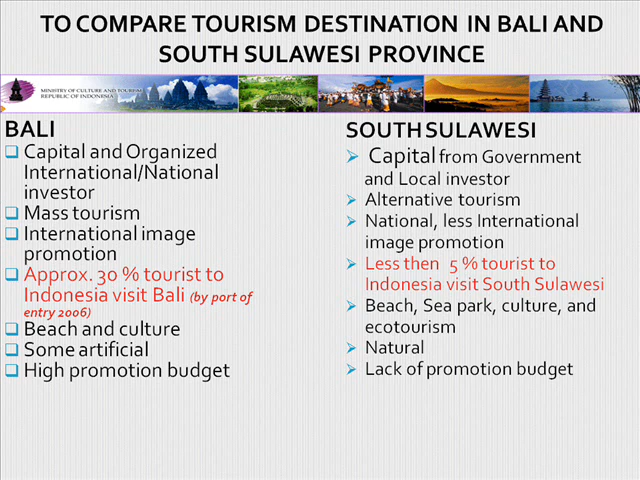 TO COMPARE TOURISM DESTINATION IN BALI AND
SOUTH SULAWESI PROVINCE
MINISTRY OF CULTURE AND TOURISM
REPUBLIC OF INDONESIA
BALI
Capital and Organized
International/National
investor
Mass tourism
International image
promotion
Approx. 30 % tourist to
Indonesia visit Bali (by port of
entry 2006)
Beach and culture
Some artificial
High promotion budget
SOUTH SULAWESI
Capital from Government
and Local investor
Alternative tourism
National, less International
image promotion
Less then 5 % tourist to
Indonesia visit South Sulawesi
Beach, Sea park, culture, and
ecotourism
Natural
Lack of promotion budget